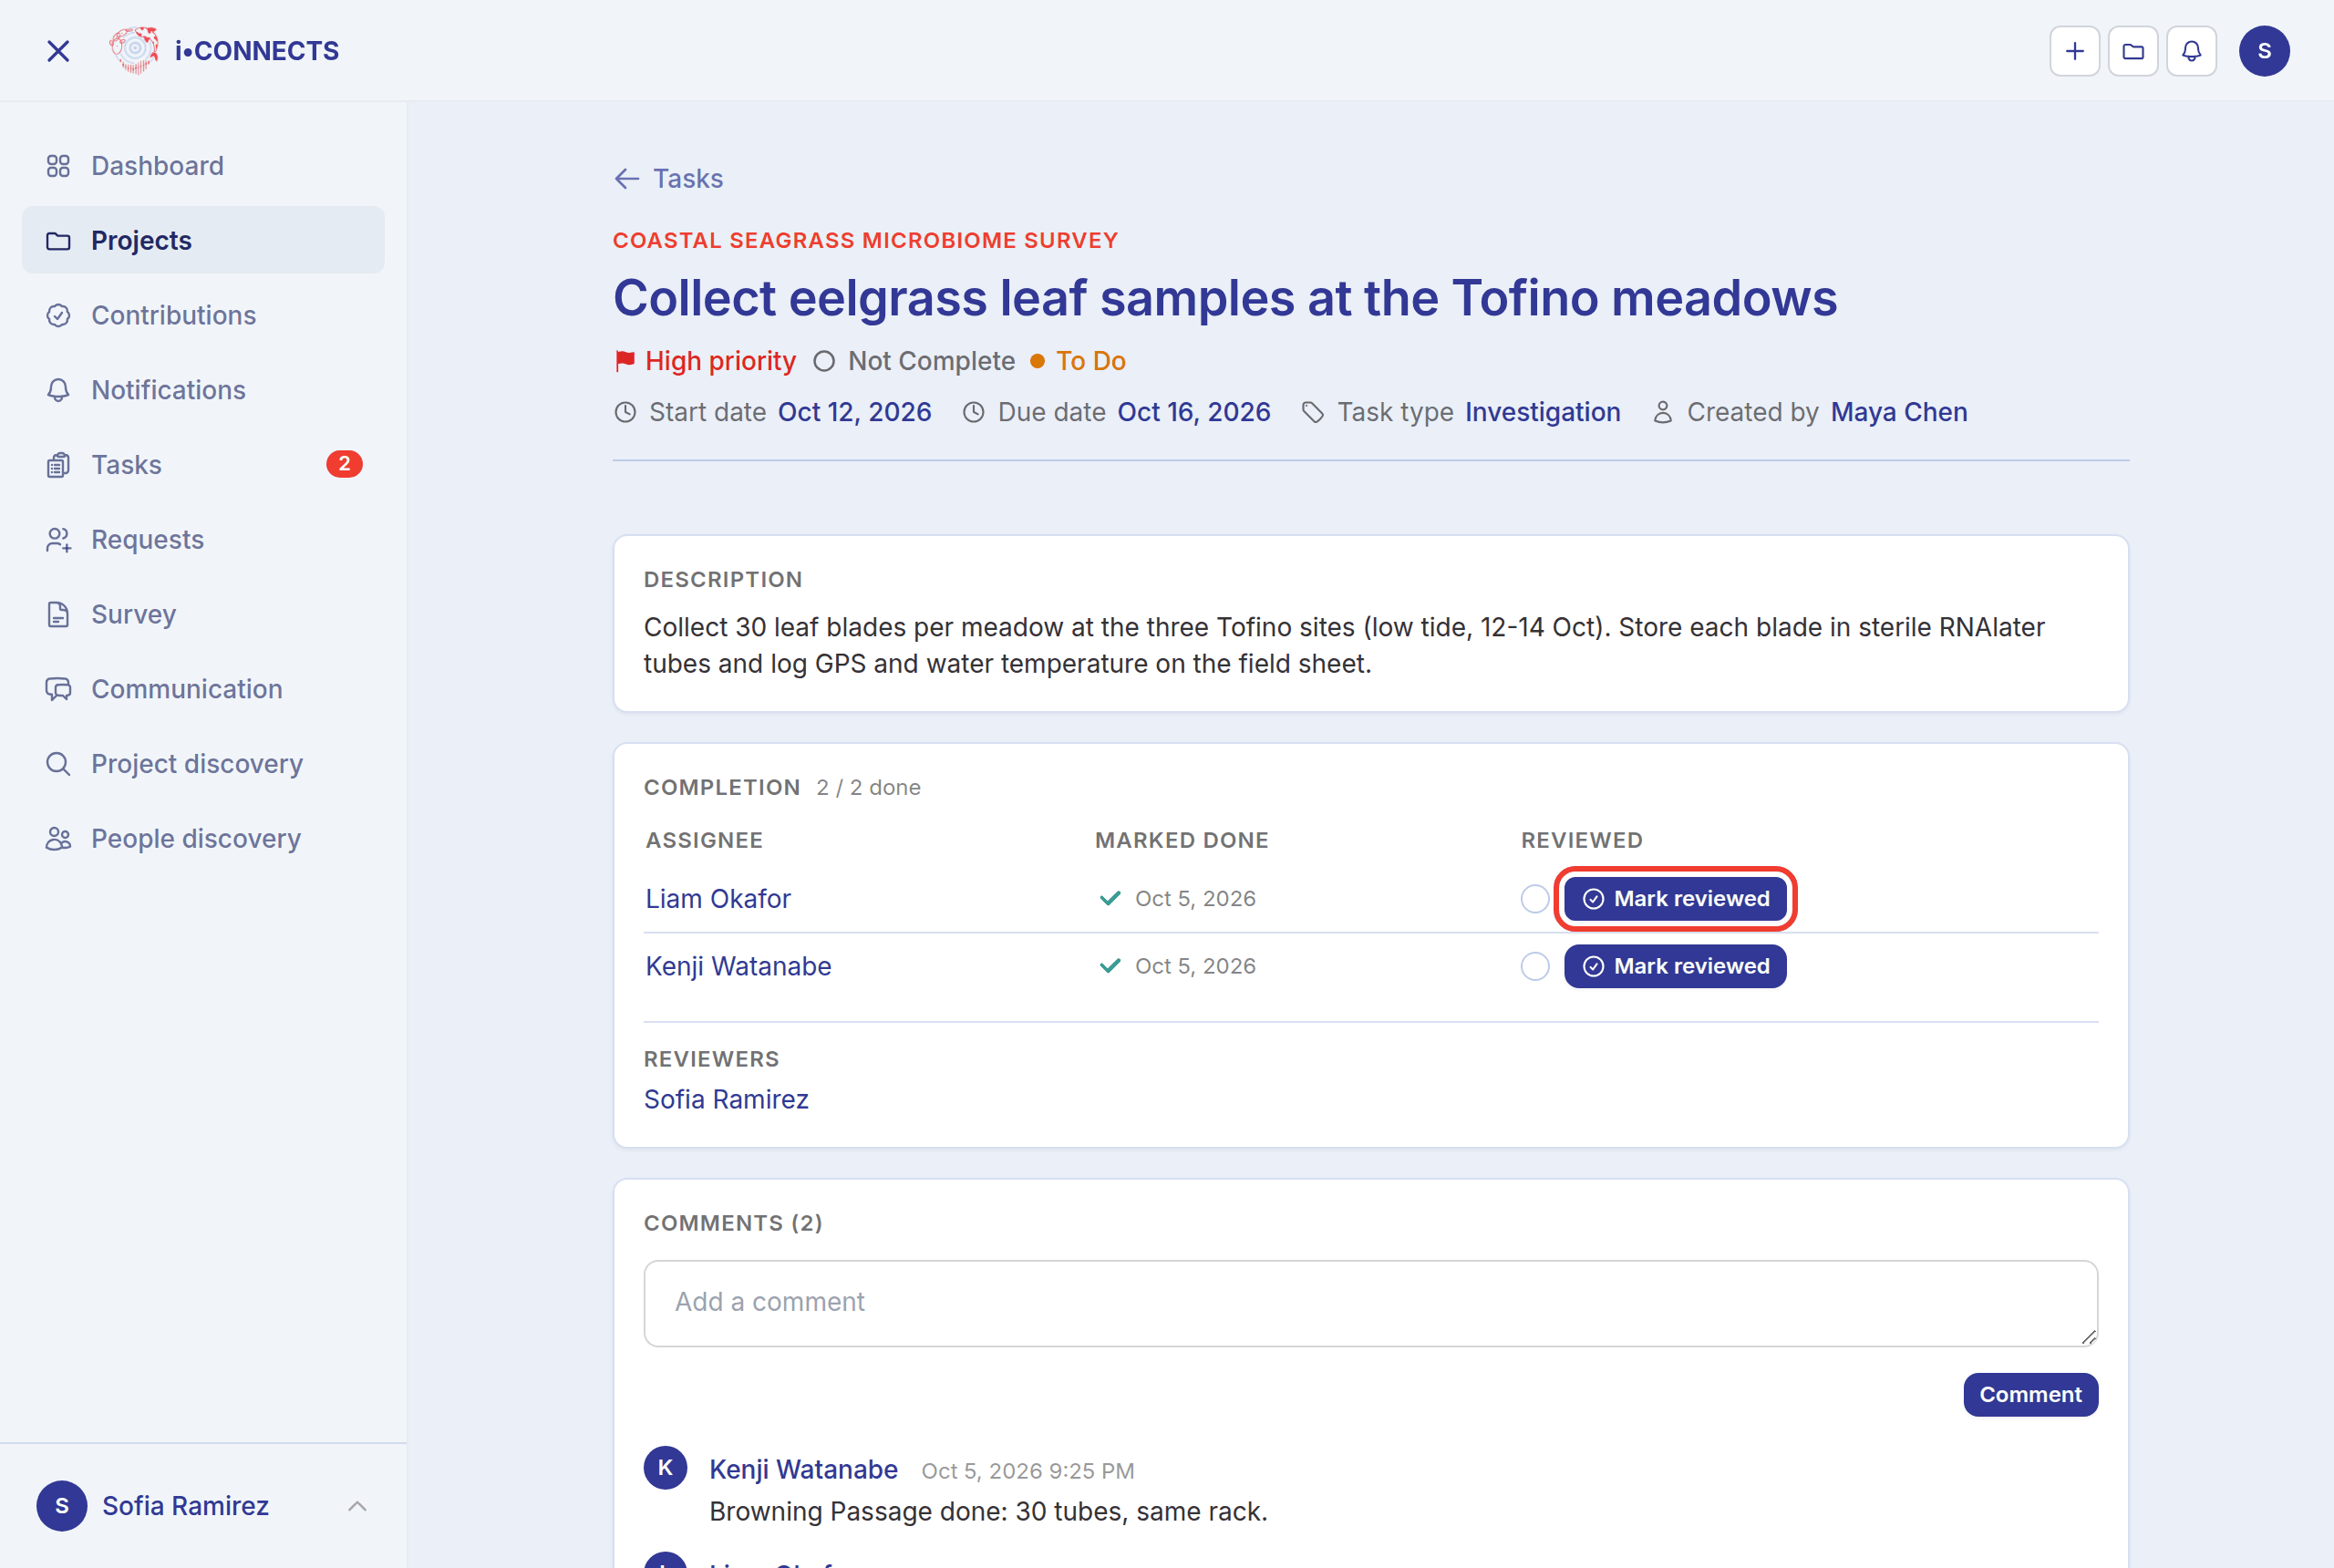 i•CONNECTS
S
Dashboard
Projects
Contributions
Notifications
Tasks 2
Requests
Survey
Communication
Project discovery
People discovery
S Sofia Ramirez
Tasks
COASTAL SEAGRASS MICROBIOME SURVEY
Collect eelgrass leaf samples at the Tofino meadows
High priority Not Complete To Do
Start date Oct 12, 2026 Due date Oct 16, 2026 Task type Investigation Created by Maya Chen
DESCRIPTION
Collect 30 leaf blades per meadow at the three Tofino sites (low tide, 12-14 Oct). Store each blade in sterile RNAlater
tubes and log GPS and water temperature on the field sheet.
COMPLETION 2 / 2 done
ASSIGNEE MARKED DONE REVIEWED
Liam Okafor Oct 5, 2026 Mark reviewed
Kenji Watanabe Oct 5, 2026 Mark reviewed
REVIEWERS
Sofia Ramirez
COMMENTS (2)
Add a comment
Comment
K Kenji Watanabe Oct 5, 2026 9:25 PM
Browning Passage done: 30 tubes, same rack.